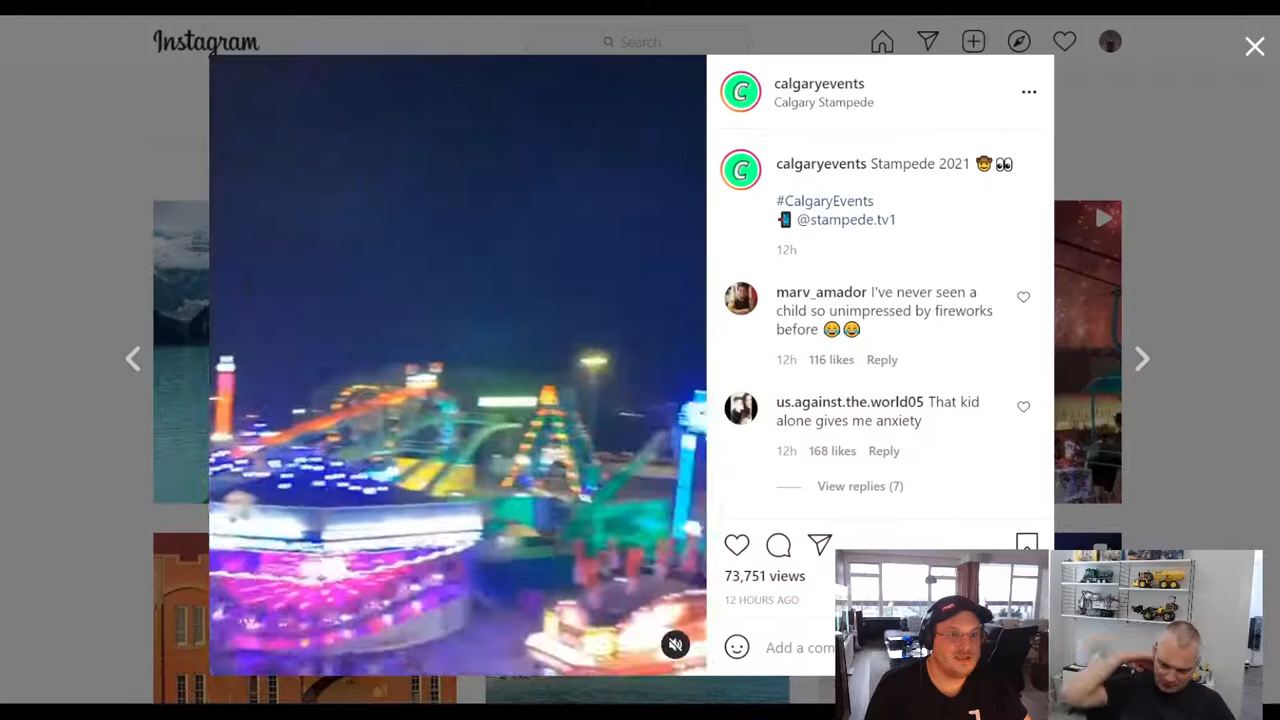 Instagram
Search
calgaryevents
Calgary Stampede
calgaryevents Stampede 2021 🤠👀
#CalgaryEvents
📲 @stampede.tv1
12h
marv_amador I've never seen a
child so unimpressed by fireworks
before 😂😂
12h 116 likes Reply
us.against.the.world05 That kid
alone gives me anxiety
12h 168 likes Reply
View replies (7)
73,751 views
12 HOURS AGO
Add a com